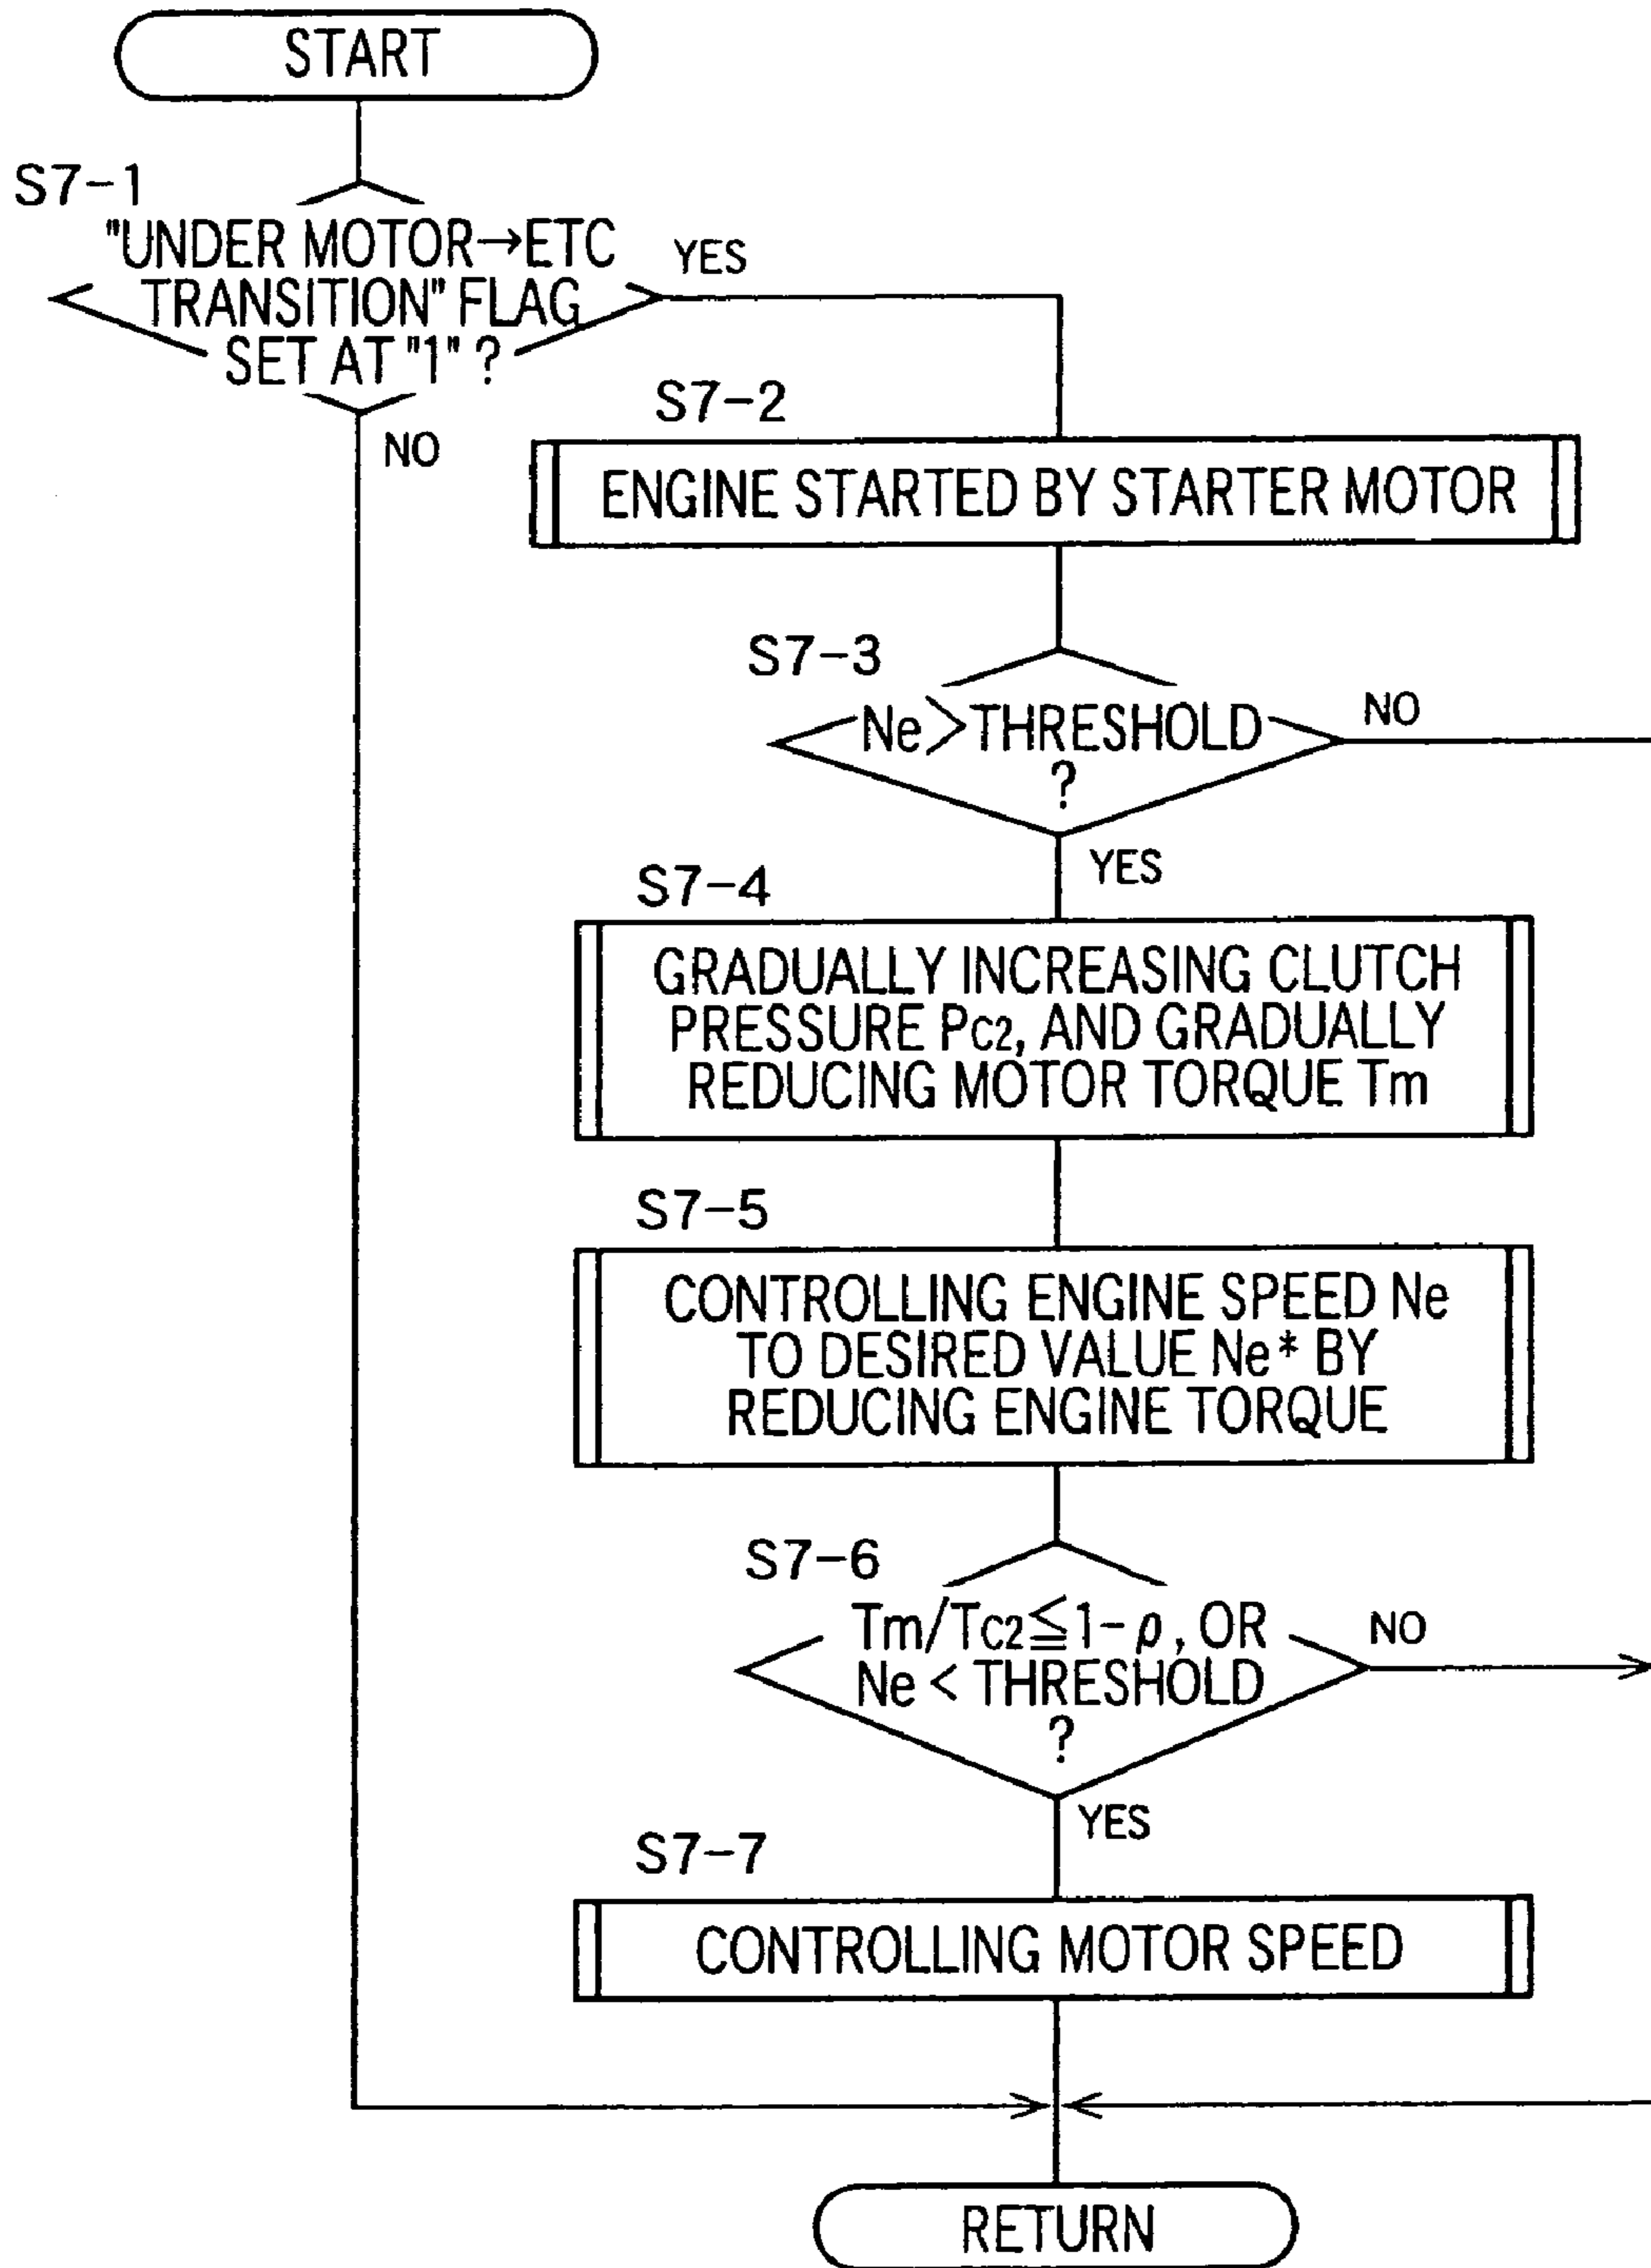 START
S7-1
"UNDER MOTOR→ETC
TRANSITION" FLAG
SET AT "1" ?
YES
NO
S7-2
ENGINE STARTED BY STARTER MOTOR
S7-3
Ne>THRESHOLD
?
NO
YES
S7-4
GRADUALLY INCREASING CLUTCH
PRESSURE PC2, AND GRADUALLY
REDUCING MOTOR TORQUE Tm
S7-5
CONTROLLING ENGINE SPEED Ne
TO DESIRED VALUE Ne* BY
REDUCING ENGINE TORQUE
S7-6
Tm/TC2≦1-ρ, OR
Ne < THRESHOLD
?
NO
YES
S7-7
CONTROLLING MOTOR SPEED
RETURN